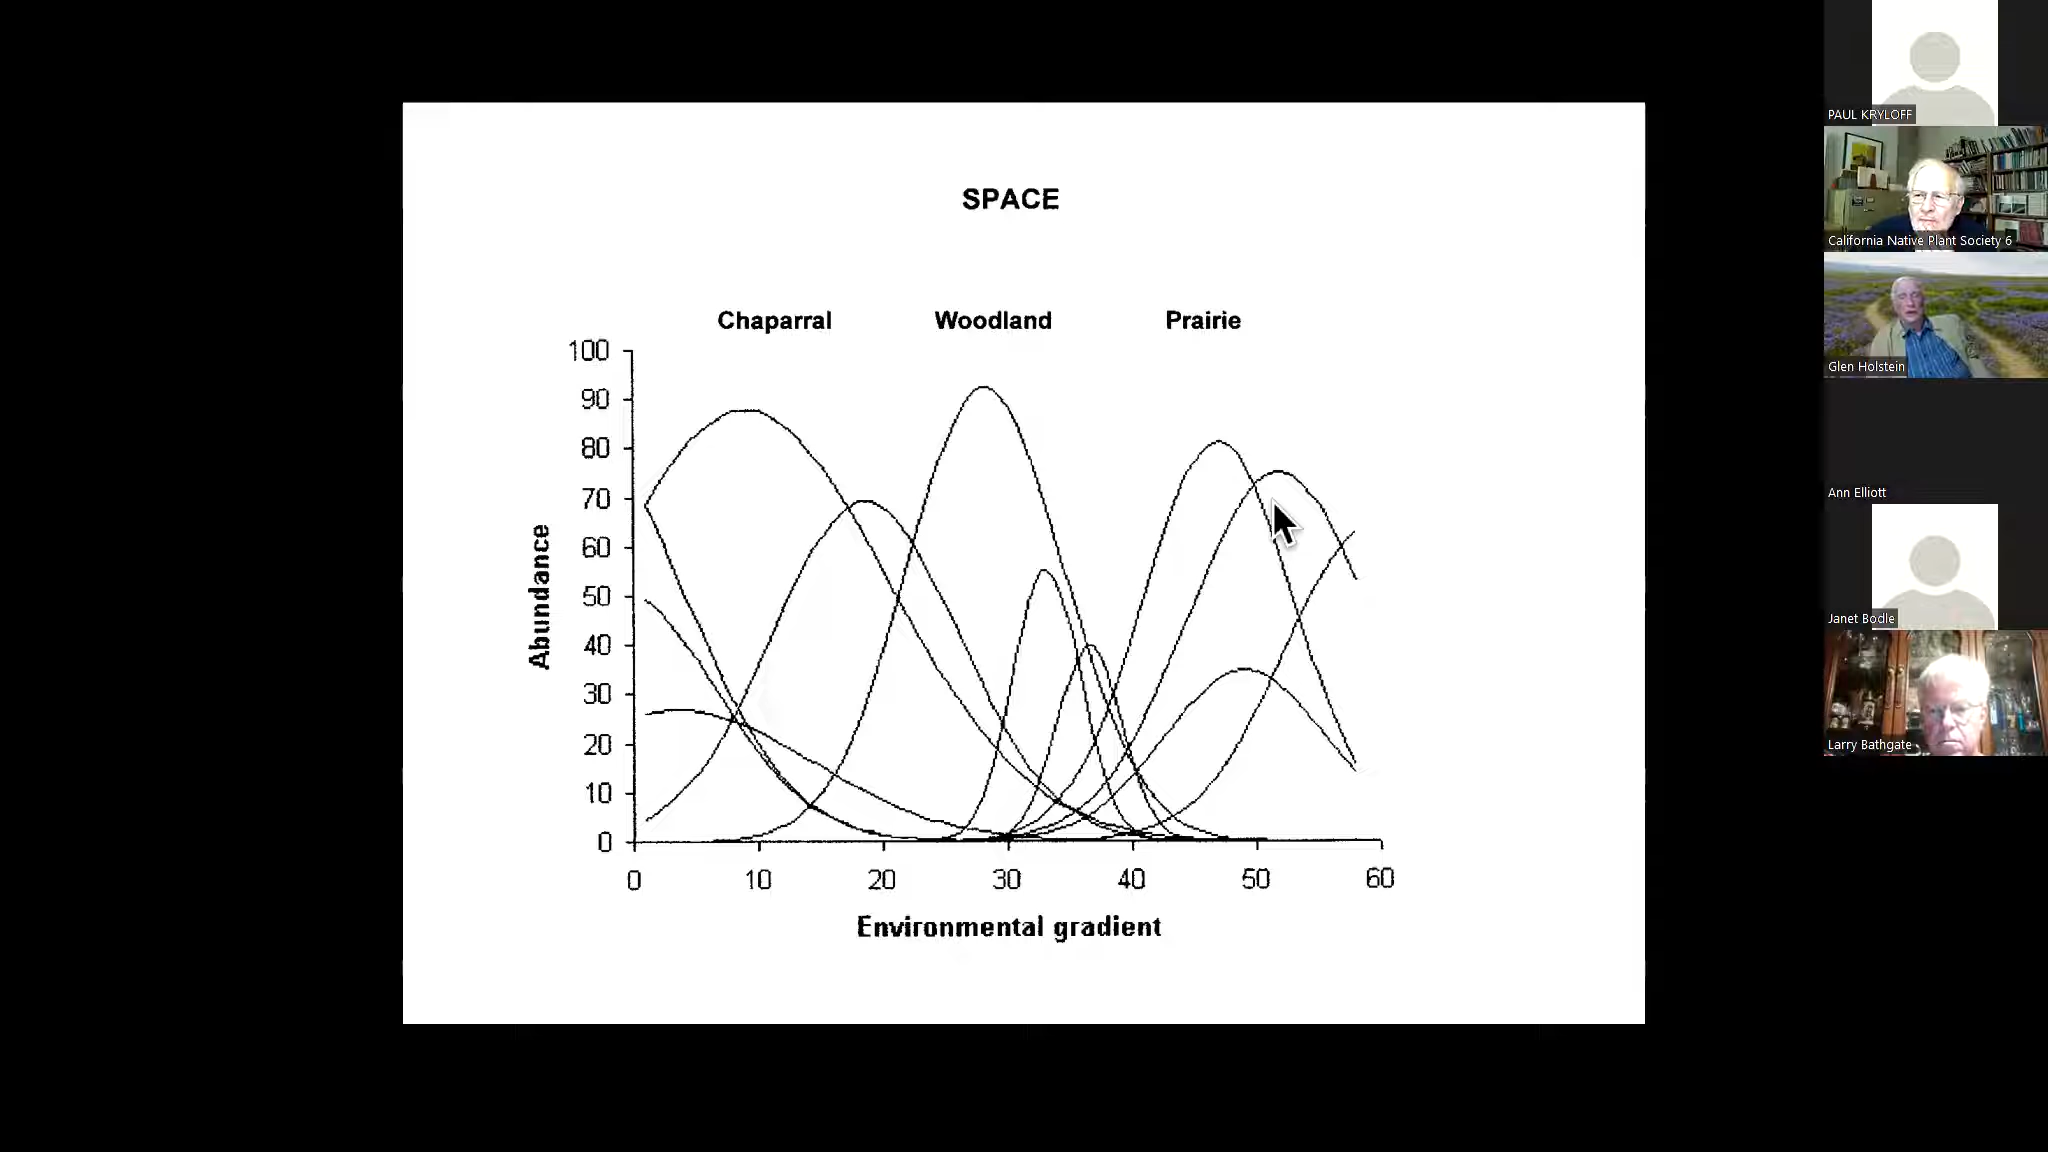 SPACE
Chaparral Woodland Prairie
100
90
80
70
60
50
40
30
20
10
0
Abundance
0 10 20 30 40 50 60
Environmental gradient
PAUL KRYLOFF
California Native Plant Society 6
Glen Holstein
Ann Elliott
Janet Bodle
Larry Bathgate